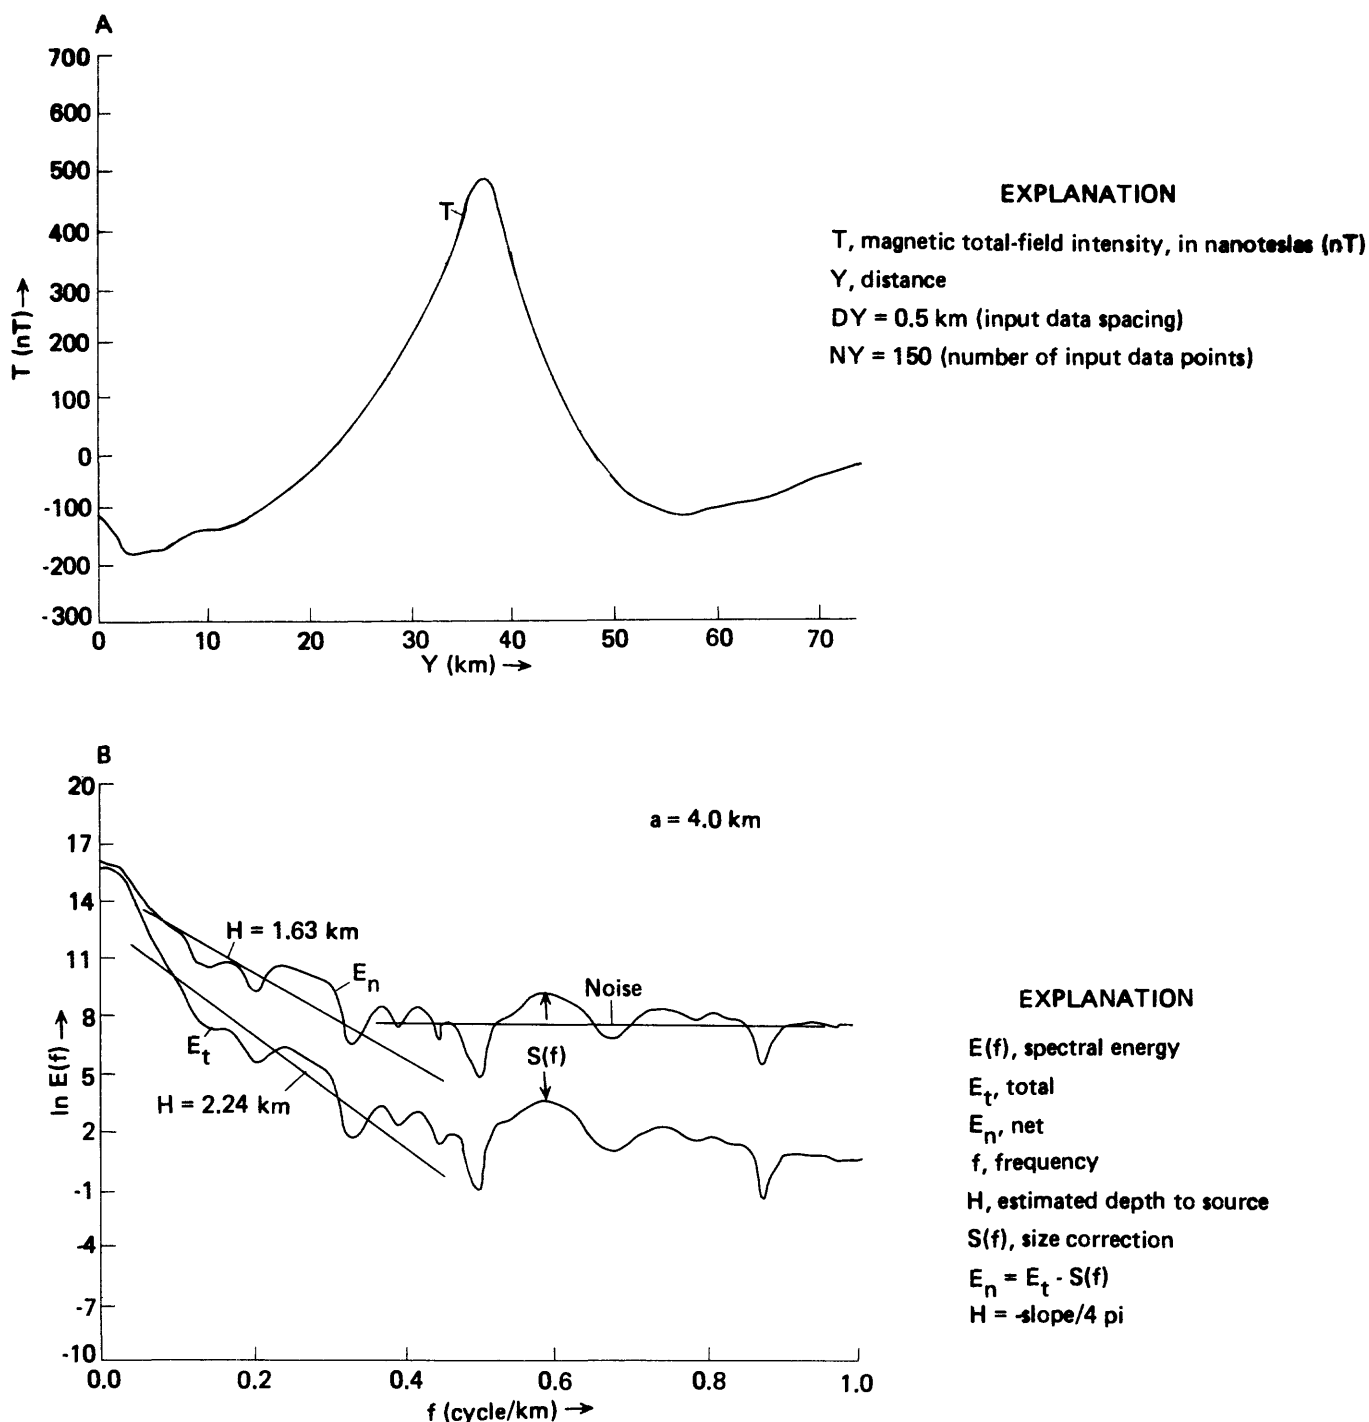 A
700
600
500
400
300
200
100
0
-100
-200
-300
T (nT) →
T
0 10 20 30 40 50 60 70
Y (km) →
EXPLANATION
T, magnetic total-field intensity, in nanoteslas (nT)
Y, distance
DY = 0.5 km (input data spacing)
NY = 150 (number of input data points)
B
20
17
14
11
8
5
2
-1
-4
-7
-10
ln E(f) →
a = 4.0 km
H = 1.63 km
En
Noise
Et
S(f)
H = 2.24 km
0.0 0.2 0.4 0.6 0.8 1.0
f (cycle/km) →
EXPLANATION
E(f), spectral energy
Et, total
En, net
f, frequency
H, estimated depth to source
S(f), size correction
En = Et - S(f)
H = -slope/4 pi